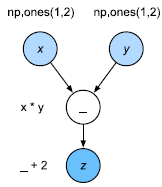 np,ones(1,2) np,ones(1,2)
x y
x * y _
_ + 2 z